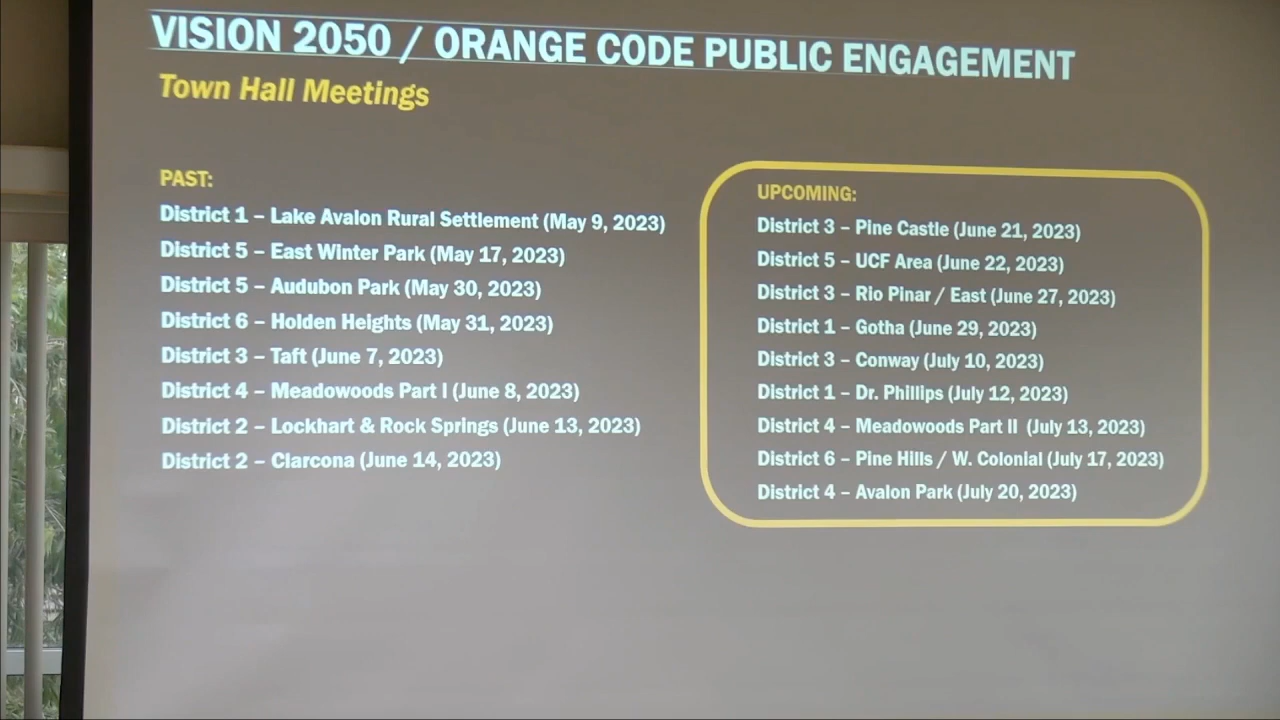 VISION 2050 / ORANGE CODE PUBLIC ENGAGEMENT
Town Hall Meetings
PAST:
District 1 – Lake Avalon Rural Settlement (May 9, 2023)
District 5 – East Winter Park (May 17, 2023)
District 5 – Audubon Park (May 30, 2023)
District 6 – Holden Heights (May 31, 2023)
District 3 – Taft (June 7, 2023)
District 4 – Meadowoods Part I (June 8, 2023)
District 2 – Lockhart & Rock Springs (June 13, 2023)
District 2 – Clarcona (June 14, 2023)
UPCOMING:
District 3 – Pine Castle (June 21, 2023)
District 5 – UCF Area (June 22, 2023)
District 3 – Rio Pinar / East (June 27, 2023)
District 1 – Gotha (June 29, 2023)
District 3 – Conway (July 10, 2023)
District 1 – Dr. Phillips (July 12, 2023)
District 4 – Meadowoods Part II (July 13, 2023)
District 6 – Pine Hills / W. Colonial (July 17, 2023)
District 4 – Avalon Park (July 20, 2023)